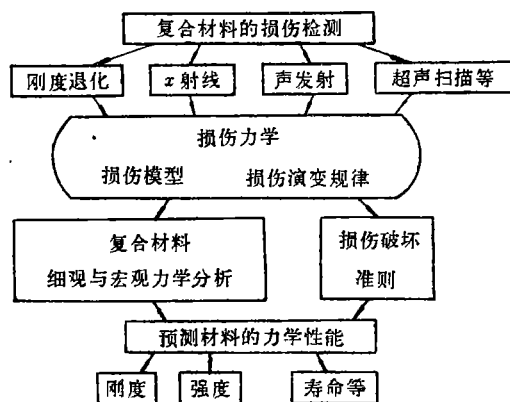 复合材料的损伤检测
刚度退化 x射线 声发射 超声扫描等
损伤力学
损伤模型 损伤演变规律
复合材料 损伤破坏
细观与宏观力学分析 准则
预测材料的力学性能
刚度 强度 寿命等